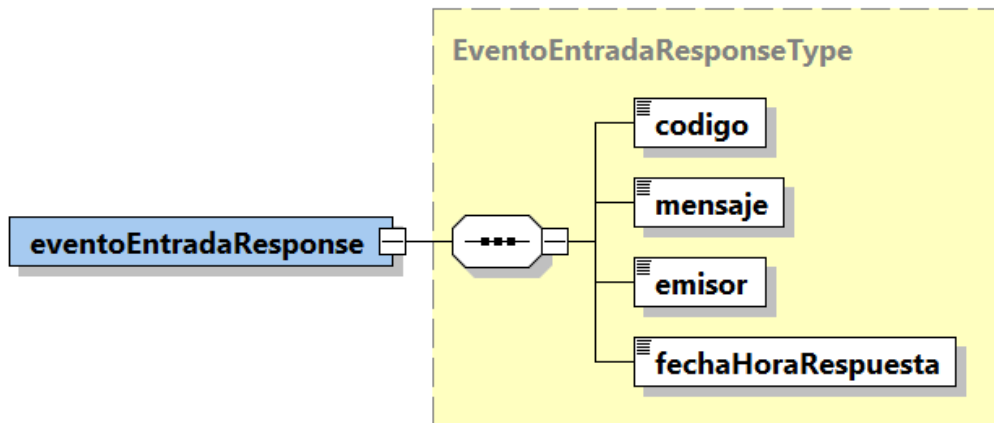 EventoEntradaResponseType
codigo
mensaje
eventoEntradaResponse
emisor
fechaHoraRespuesta